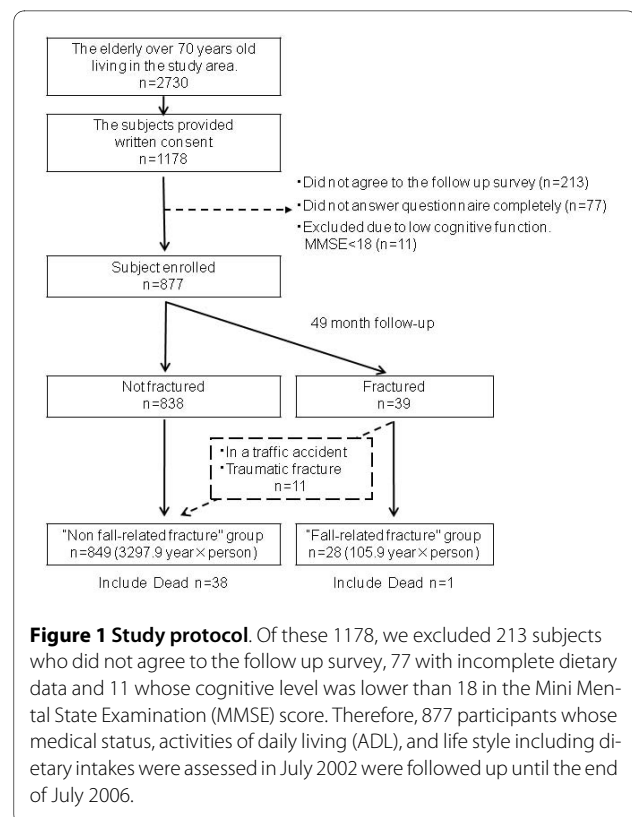 The elderly over 70 years old
living in the study area.
n=2730
The subjects provided
written consent
n=1178
・Did not agree to the follow up survey (n=213)
・Did not answer questionnaire completely (n=77)
・Excluded due to low cognitive function.
MMSE<18 (n=11)
Subject enrolled
n=877
49 month follow-up
Not fractured
n=838
Fractured
n=39
・In a traffic accident
・Traumatic fracture
n=11
"Non fall-related fracture" group
n=849 (3297.9 year×person)
"Fall-related fracture" group
n=28 (105.9 year×person)
Include Dead n=38
Include Dead n=1
Figure 1 Study protocol. Of these 1178, we excluded 213 subjects
who did not agree to the follow up survey, 77 with incomplete dietary
data and 11 whose cognitive level was lower than 18 in the Mini Men-
tal State Examination (MMSE) score. Therefore, 877 participants whose
medical status, activities of daily living (ADL), and life style including di-
etary intakes were assessed in July 2002 were followed up until the end
of July 2006.